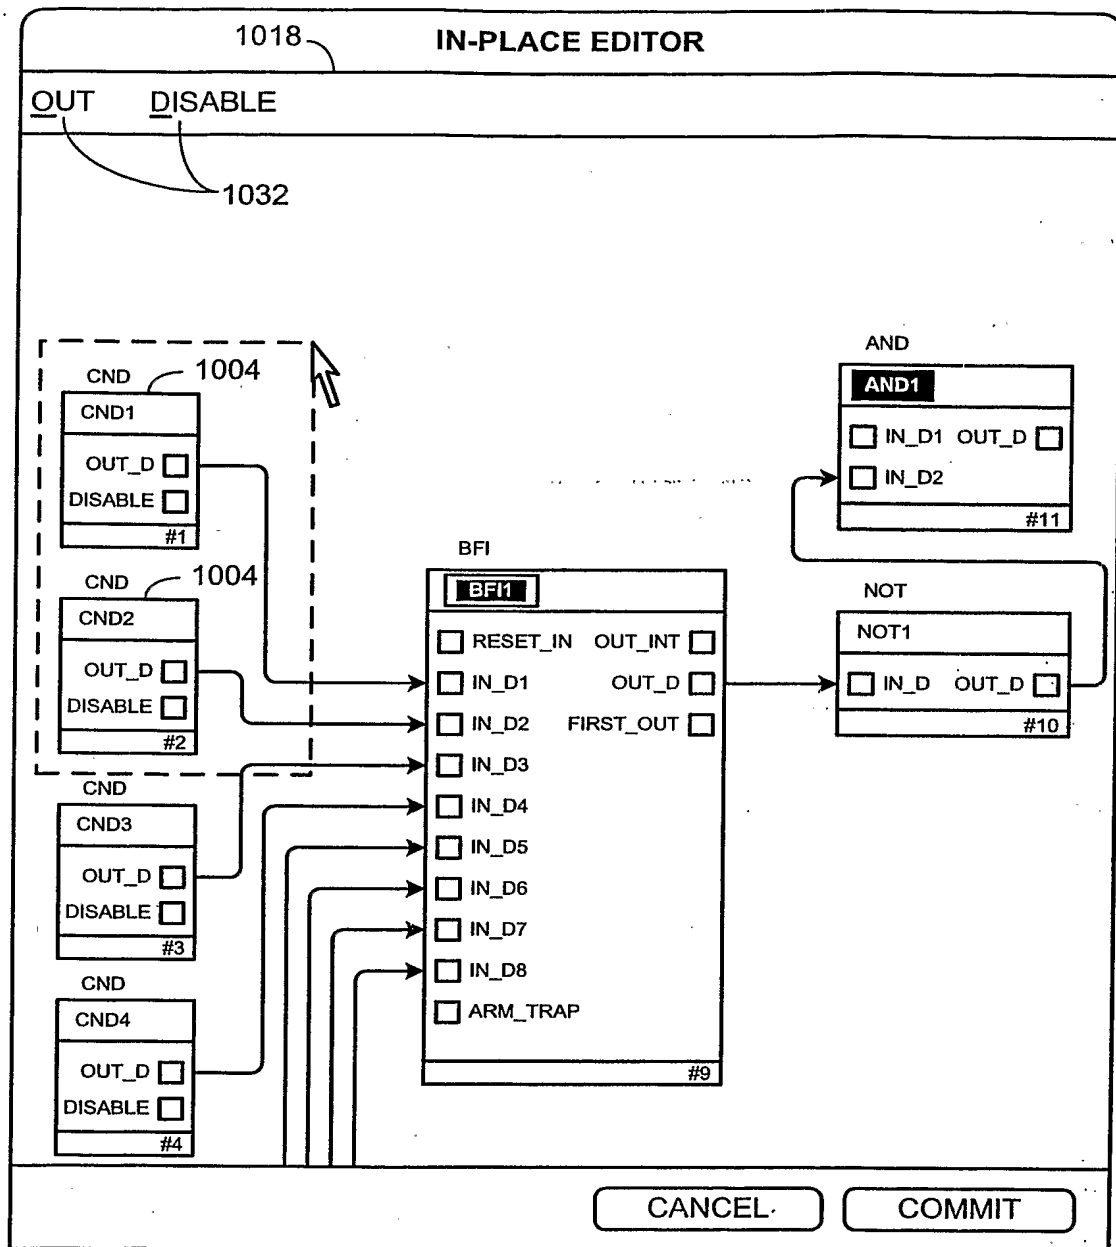 1018
IN-PLACE EDITOR
OUT DISABLE
1032
CND 1004
CND1
OUT_D
DISABLE
#1
CND 1004
CND2
OUT_D
DISABLE
#2
CND
CND3
OUT_D
DISABLE
#3
CND
CND4
OUT_D
DISABLE
#4
BFI
BFI1
RESET_IN OUT_INT
IN_D1 OUT_D
IN_D2 FIRST_OUT
IN_D3
IN_D4
IN_D5
IN_D6
IN_D7
IN_D8
ARM_TRAP
#9
AND
AND1
IN_D1 OUT_D
IN_D2
#11
NOT
NOT1
IN_D OUT_D
#10
CANCEL COMMIT